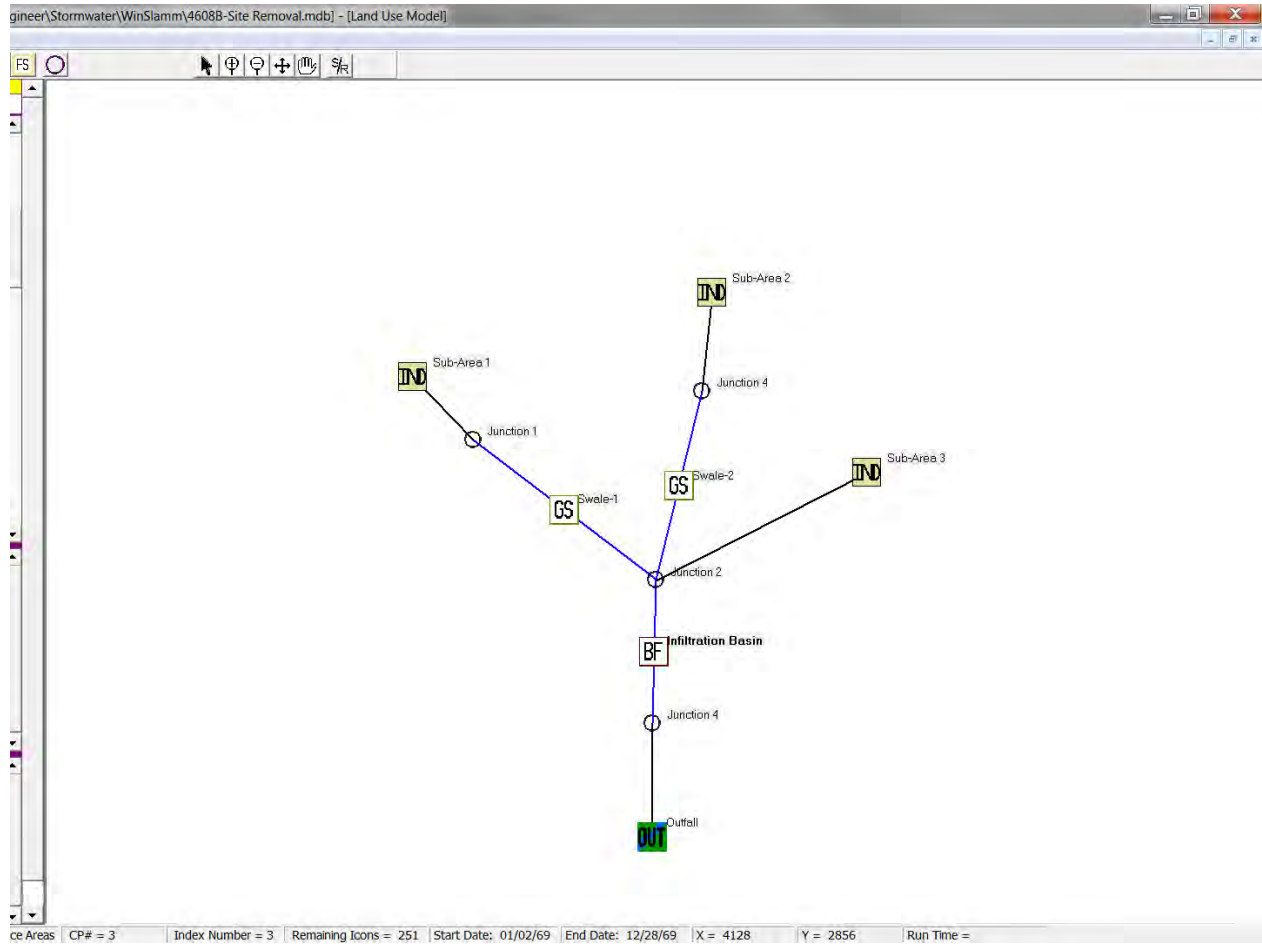 gineer\Stormwater\WinSlamm\4608B-Site Removal.mdb] - [Land Use Model]
FS S/R
Sub-Area 2
IND
Sub-Area 1
IND
Junction 4
Junction 1
Sub-Area 3
IND
Swale-2
GS
Swale-1
GS
Junction 2
Infiltration Basin
BF
Junction 4
Outfall
OUT
ce Areas CP# = 3 Index Number = 3 Remaining Icons = 251 Start Date: 01/02/69 End Date: 12/28/69 X = 4128 Y = 2856 Run Time =